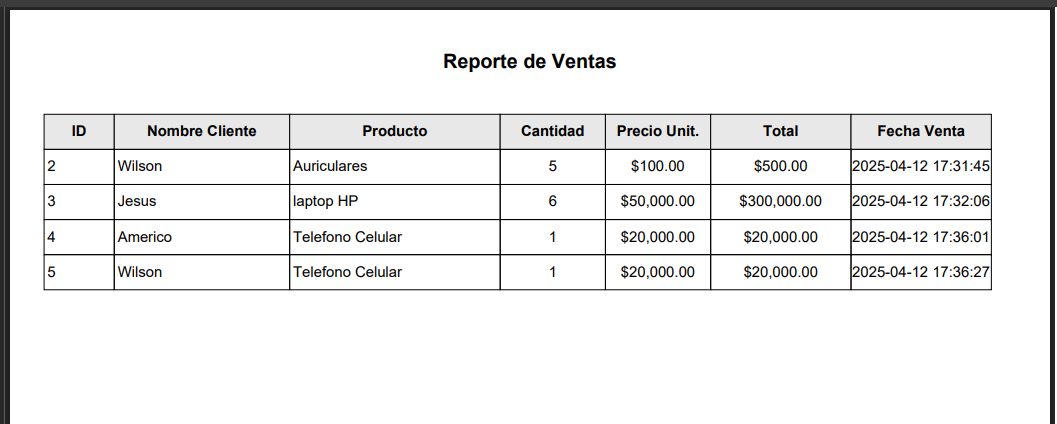 Reporte de Ventas
ID Nombre Cliente Producto Cantidad Precio Unit. Total Fecha Venta
2 Wilson Auriculares 5 $100.00 $500.00 2025-04-12 17:31:45
3 Jesus laptop HP 6 $50,000.00 $300,000.00 2025-04-12 17:32:06
4 Americo Telefono Celular 1 $20,000.00 $20,000.00 2025-04-12 17:36:01
5 Wilson Telefono Celular 1 $20,000.00 $20,000.00 2025-04-12 17:36:27